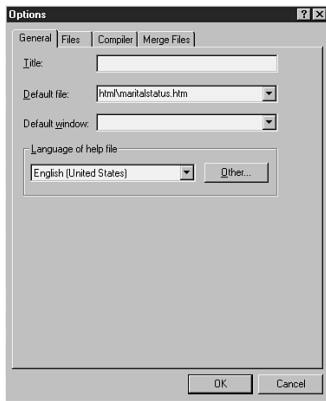 Options
General Files Compiler Merge Files
Title:
Default file: html\maritalstatus.htm
Default window:
Language of help file
English (United States) Other...
OK Cancel